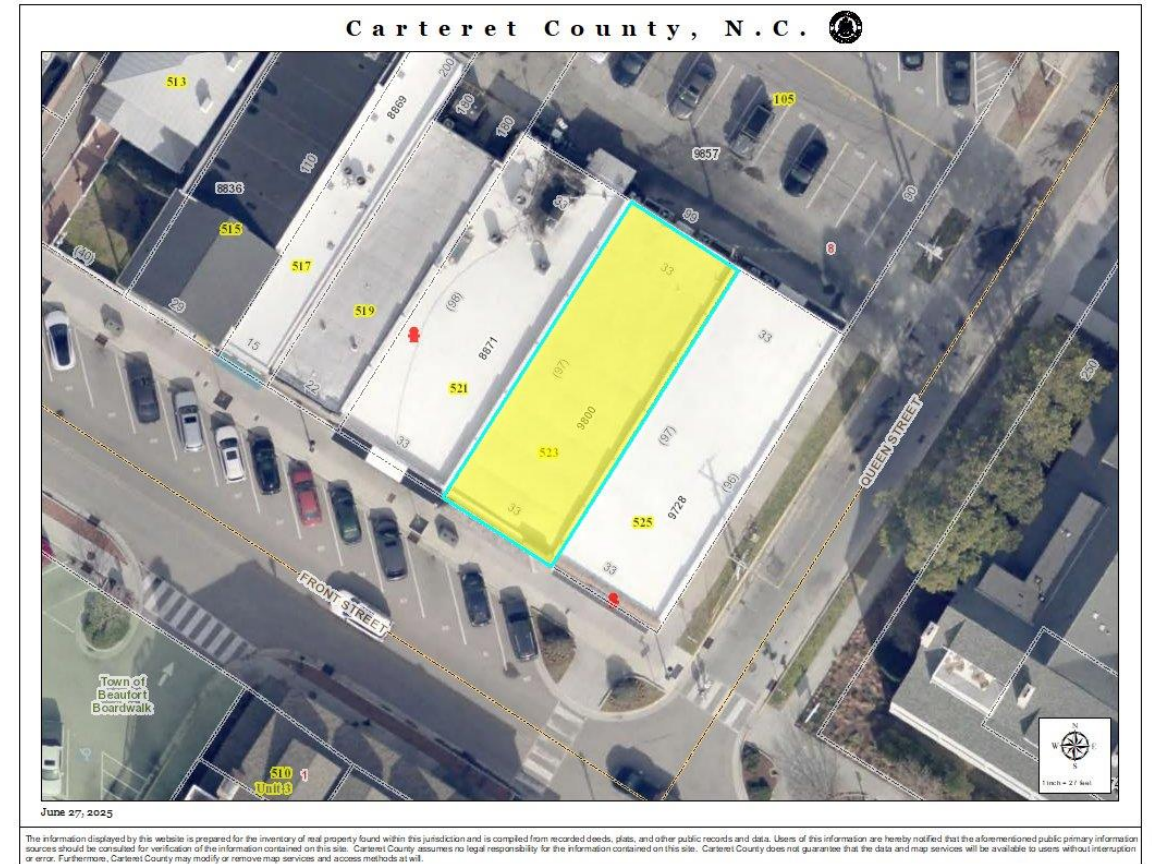 Carteret County, N.C.
513
200
8869
180
180
105
9857
110
8836
90
99
33
515
(40)
517
33
8
23
(98)
519
33
15
8871
(97)
250
22
521
9800
33
(97)
QUEEN STREET
523
(96)
33
525
9728
33
FRONT STREET
Town of
Beaufort
Boardwalk
N
W E
S
510 1
Unit 3
1 inch = 27 feet
June 27, 2025
The information displayed by this website is prepared for the inventory of real property found within this jurisdiction and is compiled from recorded deeds, plats, and other public records and data. Users of this information are hereby notified that the aforementioned public primary information
sources should be consulted for verification of the information contained on this site. Carteret County assumes no legal responsibility for the information contained on this site. Carteret County does not guarantee that the data and map services will be available to users without interruption
or error. Furthermore, Carteret County may modify or remove map services and access methods at will.